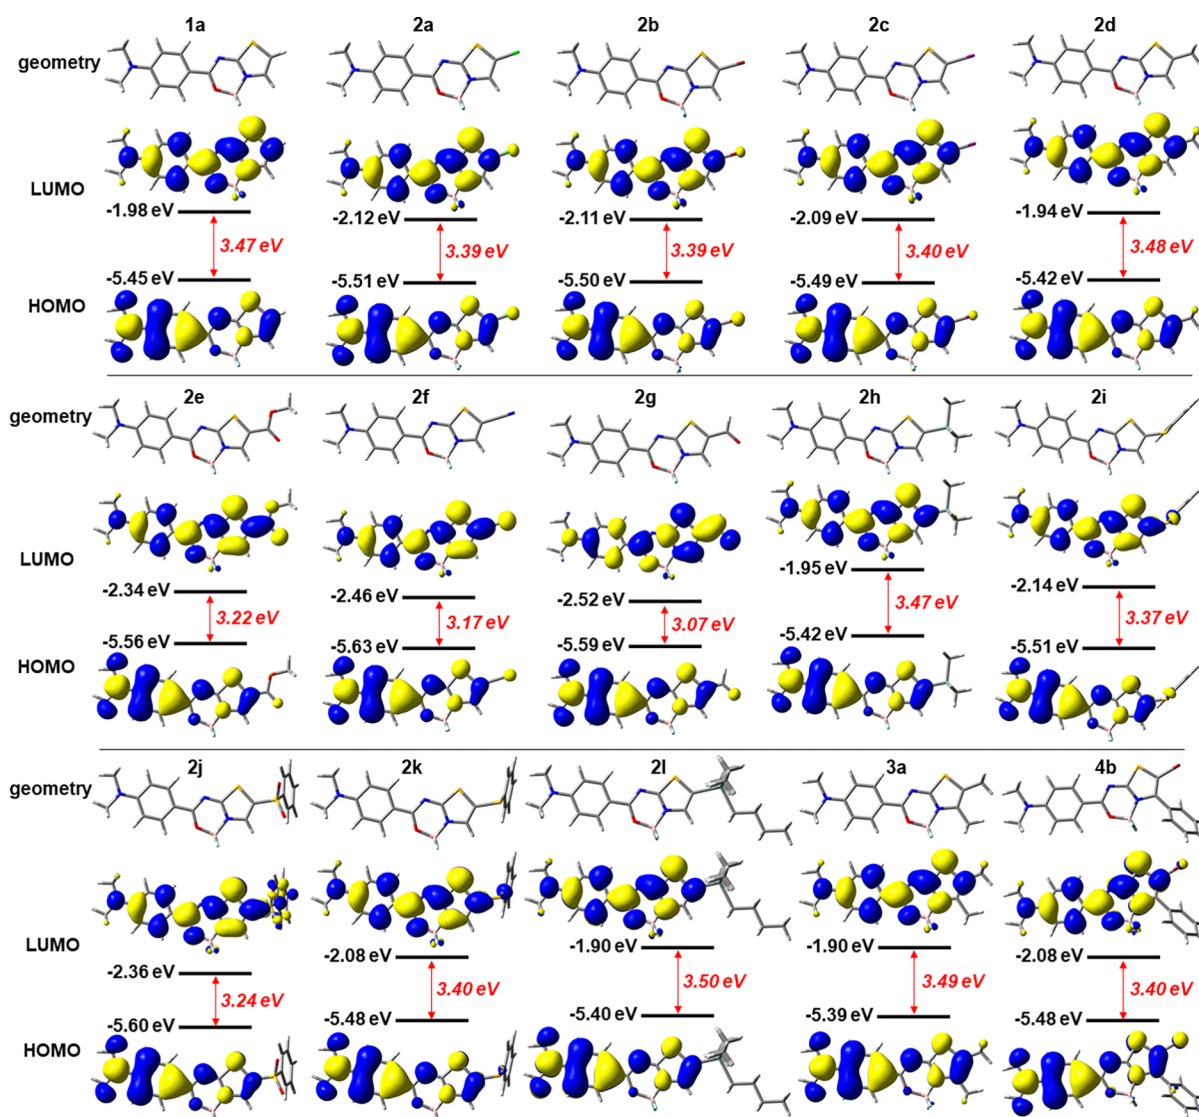 1a 2a 2b 2c 2d
geometry
LUMO
-1.98 eV -2.12 eV -2.11 eV -2.09 eV -1.94 eV
3.47 eV 3.39 eV 3.39 eV 3.40 eV 3.48 eV
-5.45 eV -5.51 eV -5.50 eV -5.49 eV -5.42 eV
HOMO
2e 2f 2g 2h 2i
geometry
LUMO
-2.34 eV -2.46 eV -2.52 eV -1.95 eV -2.14 eV
3.22 eV 3.17 eV 3.07 eV 3.47 eV 3.37 eV
-5.56 eV -5.63 eV -5.59 eV -5.42 eV -5.51 eV
HOMO
2j 2k 2l 3a 4b
geometry
LUMO
-2.36 eV -2.08 eV -1.90 eV -1.90 eV -2.08 eV
3.24 eV 3.40 eV 3.50 eV 3.49 eV 3.40 eV
-5.60 eV -5.48 eV -5.40 eV -5.39 eV -5.48 eV
HOMO